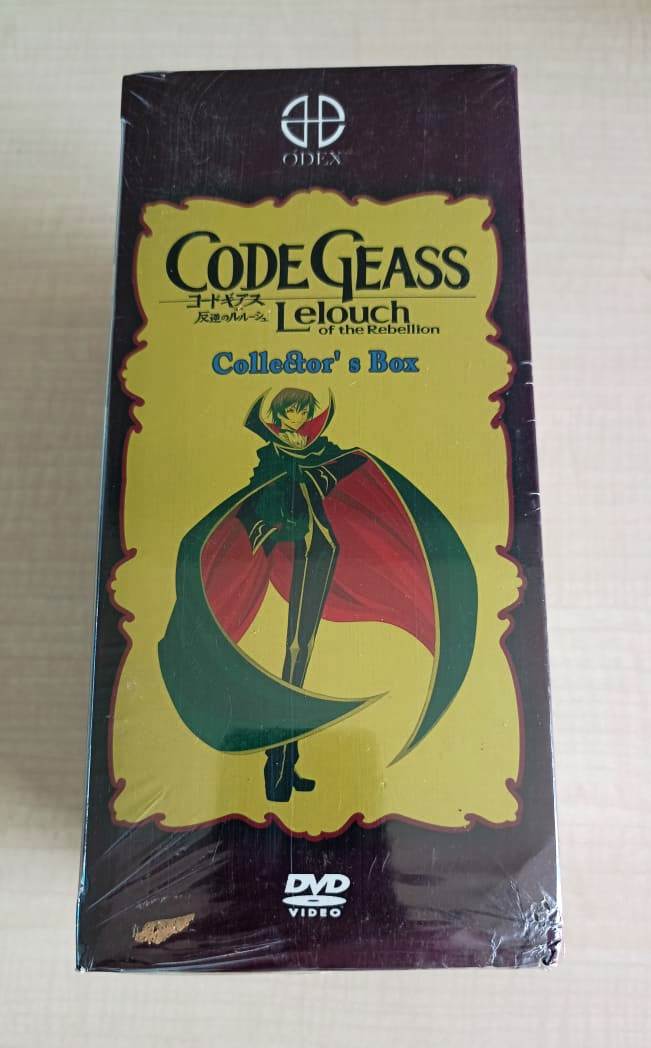 ODEX
CODE GEASS
コードギアス
反逆のルルーシュ
Lelouch
of the Rebellion
Collector's Box
DVD
VIDEO